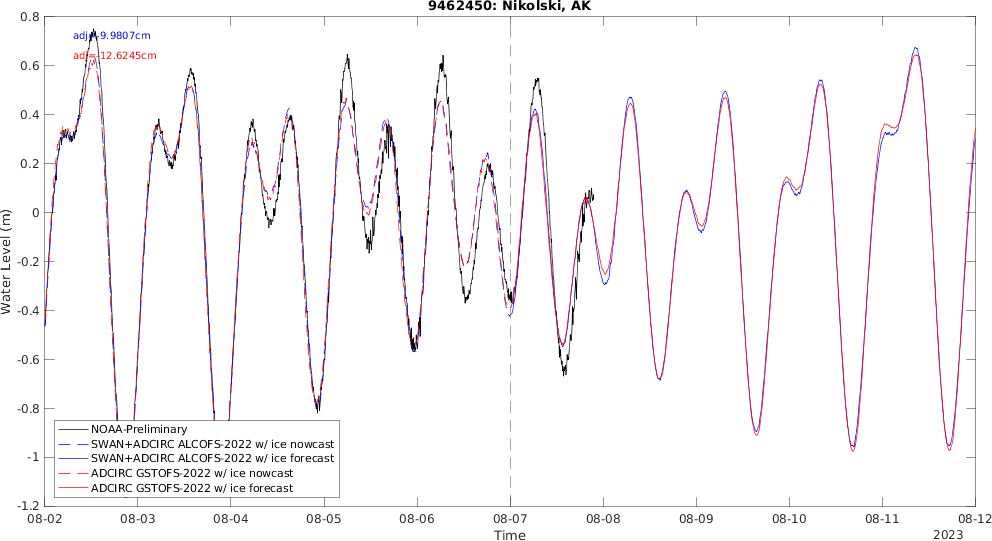 9462450: Nikolski, AK
adj=-9.9807cm
adj=-12.6245cm
Water Level (m)
0.8
0.6
0.4
0.2
0
-0.2
-0.4
-0.6
-0.8
-1
-1.2
NOAA-Preliminary
SWAN+ADCIRC ALCOFS-2022 w/ ice nowcast
SWAN+ADCIRC ALCOFS-2022 w/ ice forecast
ADCIRC GSTOFS-2022 w/ ice nowcast
ADCIRC GSTOFS-2022 w/ ice forecast
08-02 08-03 08-04 08-05 08-06 08-07 08-08 08-09 08-10 08-11 08-12
Time
2023